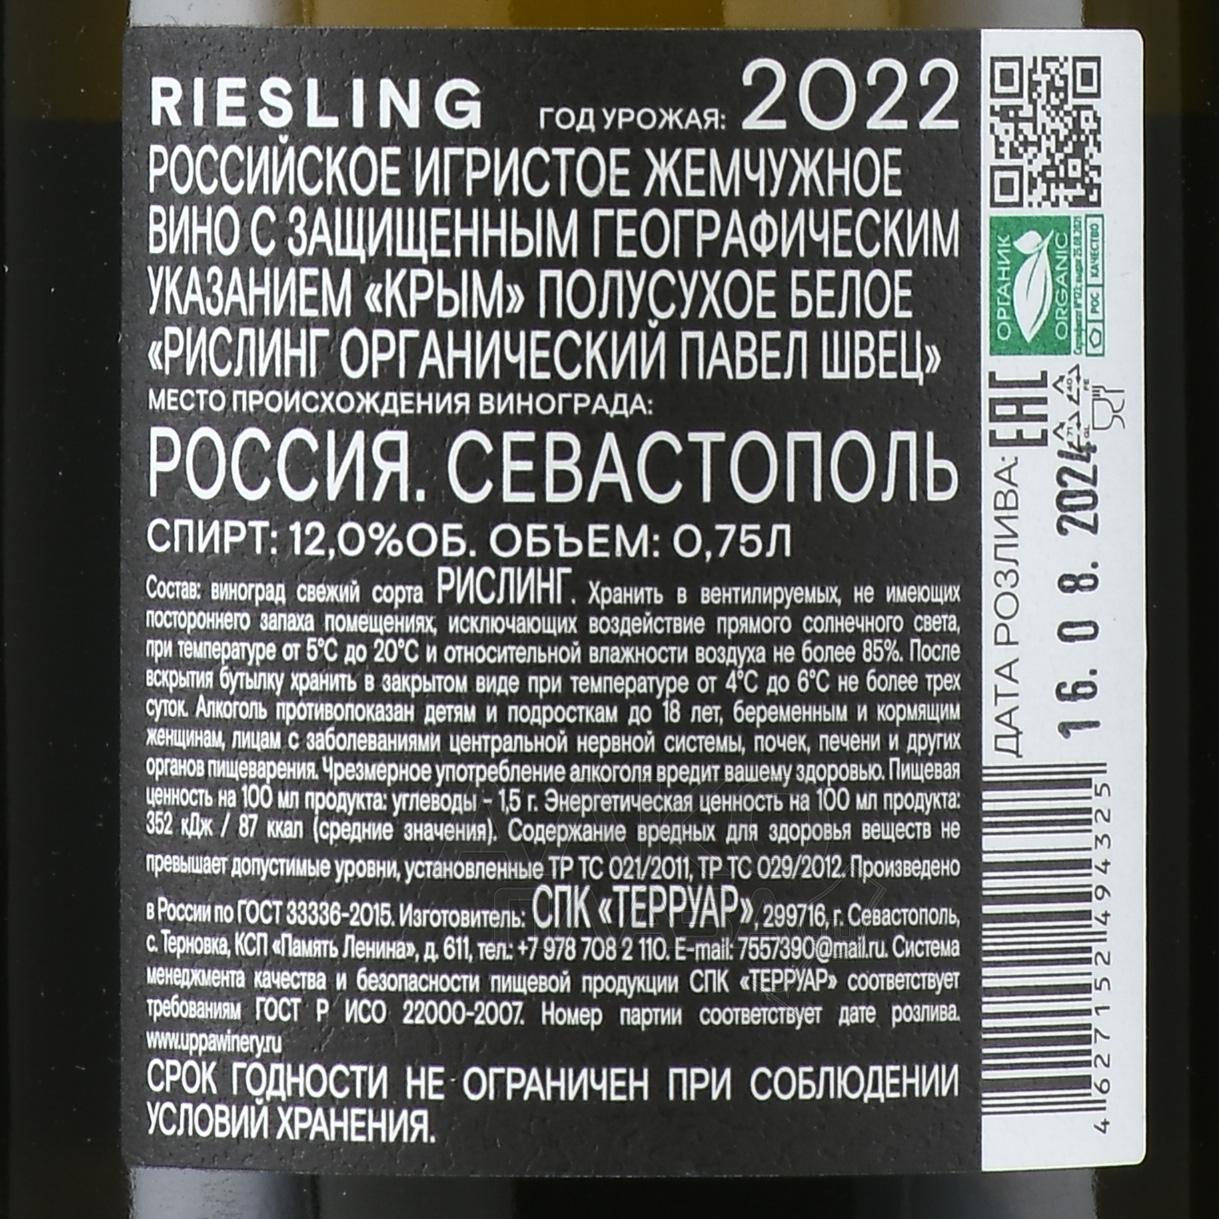 RIESLING ГОД УРОЖАЯ: 2022
РОССИЙСКОЕ ИГРИСТОЕ ЖЕМЧУЖНОЕ
ВИНО С ЗАЩИЩЕННЫМ ГЕОГРАФИЧЕСКИМ
УКАЗАНИЕМ «КРЫМ» ПОЛУСУХОЕ БЕЛОЕ
«РИСЛИНГ ОРГАНИЧЕСКИЙ ПАВЕЛ ШВЕЦ»
МЕСТО ПРОИСХОЖДЕНИЯ ВИНОГРАДА:
РОССИЯ. СЕВАСТОПОЛЬ
СПИРТ: 12,0%ОБ. ОБЪЕМ: 0,75Л
Состав: виноград свежий сорта РИСЛИНГ. Хранить в вентилируемых, не имеющих
постороннего запаха помещениях, исключающих воздействие прямого солнечного света,
при температуре от 5°С до 20°С и относительной влажности воздуха не более 85%. После
вскрытия бутылку хранить в закрытом виде при температуре от 4°С до 6°С не более трех
суток. Алкоголь противопоказан детям и подросткам до 18 лет, беременным и кормящим
женщинам, лицам с заболеваниями центральной нервной системы, почек, печени и других
органов пищеварения. Чрезмерное употребление алкоголя вредит вашему здоровью. Пищевая
ценность на 100 мл продукта: углеводы – 1,5 г. Энергетическая ценность на 100 мл продукта:
352 кДж / 87 ккал (средние значения). Содержание вредных для здоровья веществ не
превышает допустимые уровни, установленные ТР ТС 021/2011, ТР ТС 029/2012. Произведено
в России по ГОСТ 33336-2015. Изготовитель: СПК «ТЕРРУАР», 299716, г. Севастополь,
с. Терновка, КСП «Память Ленина», д. 611, тел.: +7 978 708 2 110. E-mail: 7557390@mail.ru. Система
менеджмента качества и безопасности пищевой продукции СПК «ТЕРРУАР» соответствует
требованиям ГОСТ Р ИСО 22000-2007. Номер партии соответствует дате розлива.
www.uppawinery.ru
СРОК ГОДНОСТИ НЕ ОГРАНИЧЕН ПРИ СОБЛЮДЕНИИ
УСЛОВИЙ ХРАНЕНИЯ.
ОРГАНИК
ORGANIC
РОС КАЧЕСТВО
EAC
71 GL
40 FE
ДАТА РОЗЛИВА:
16. 08. 2024
4627152494325